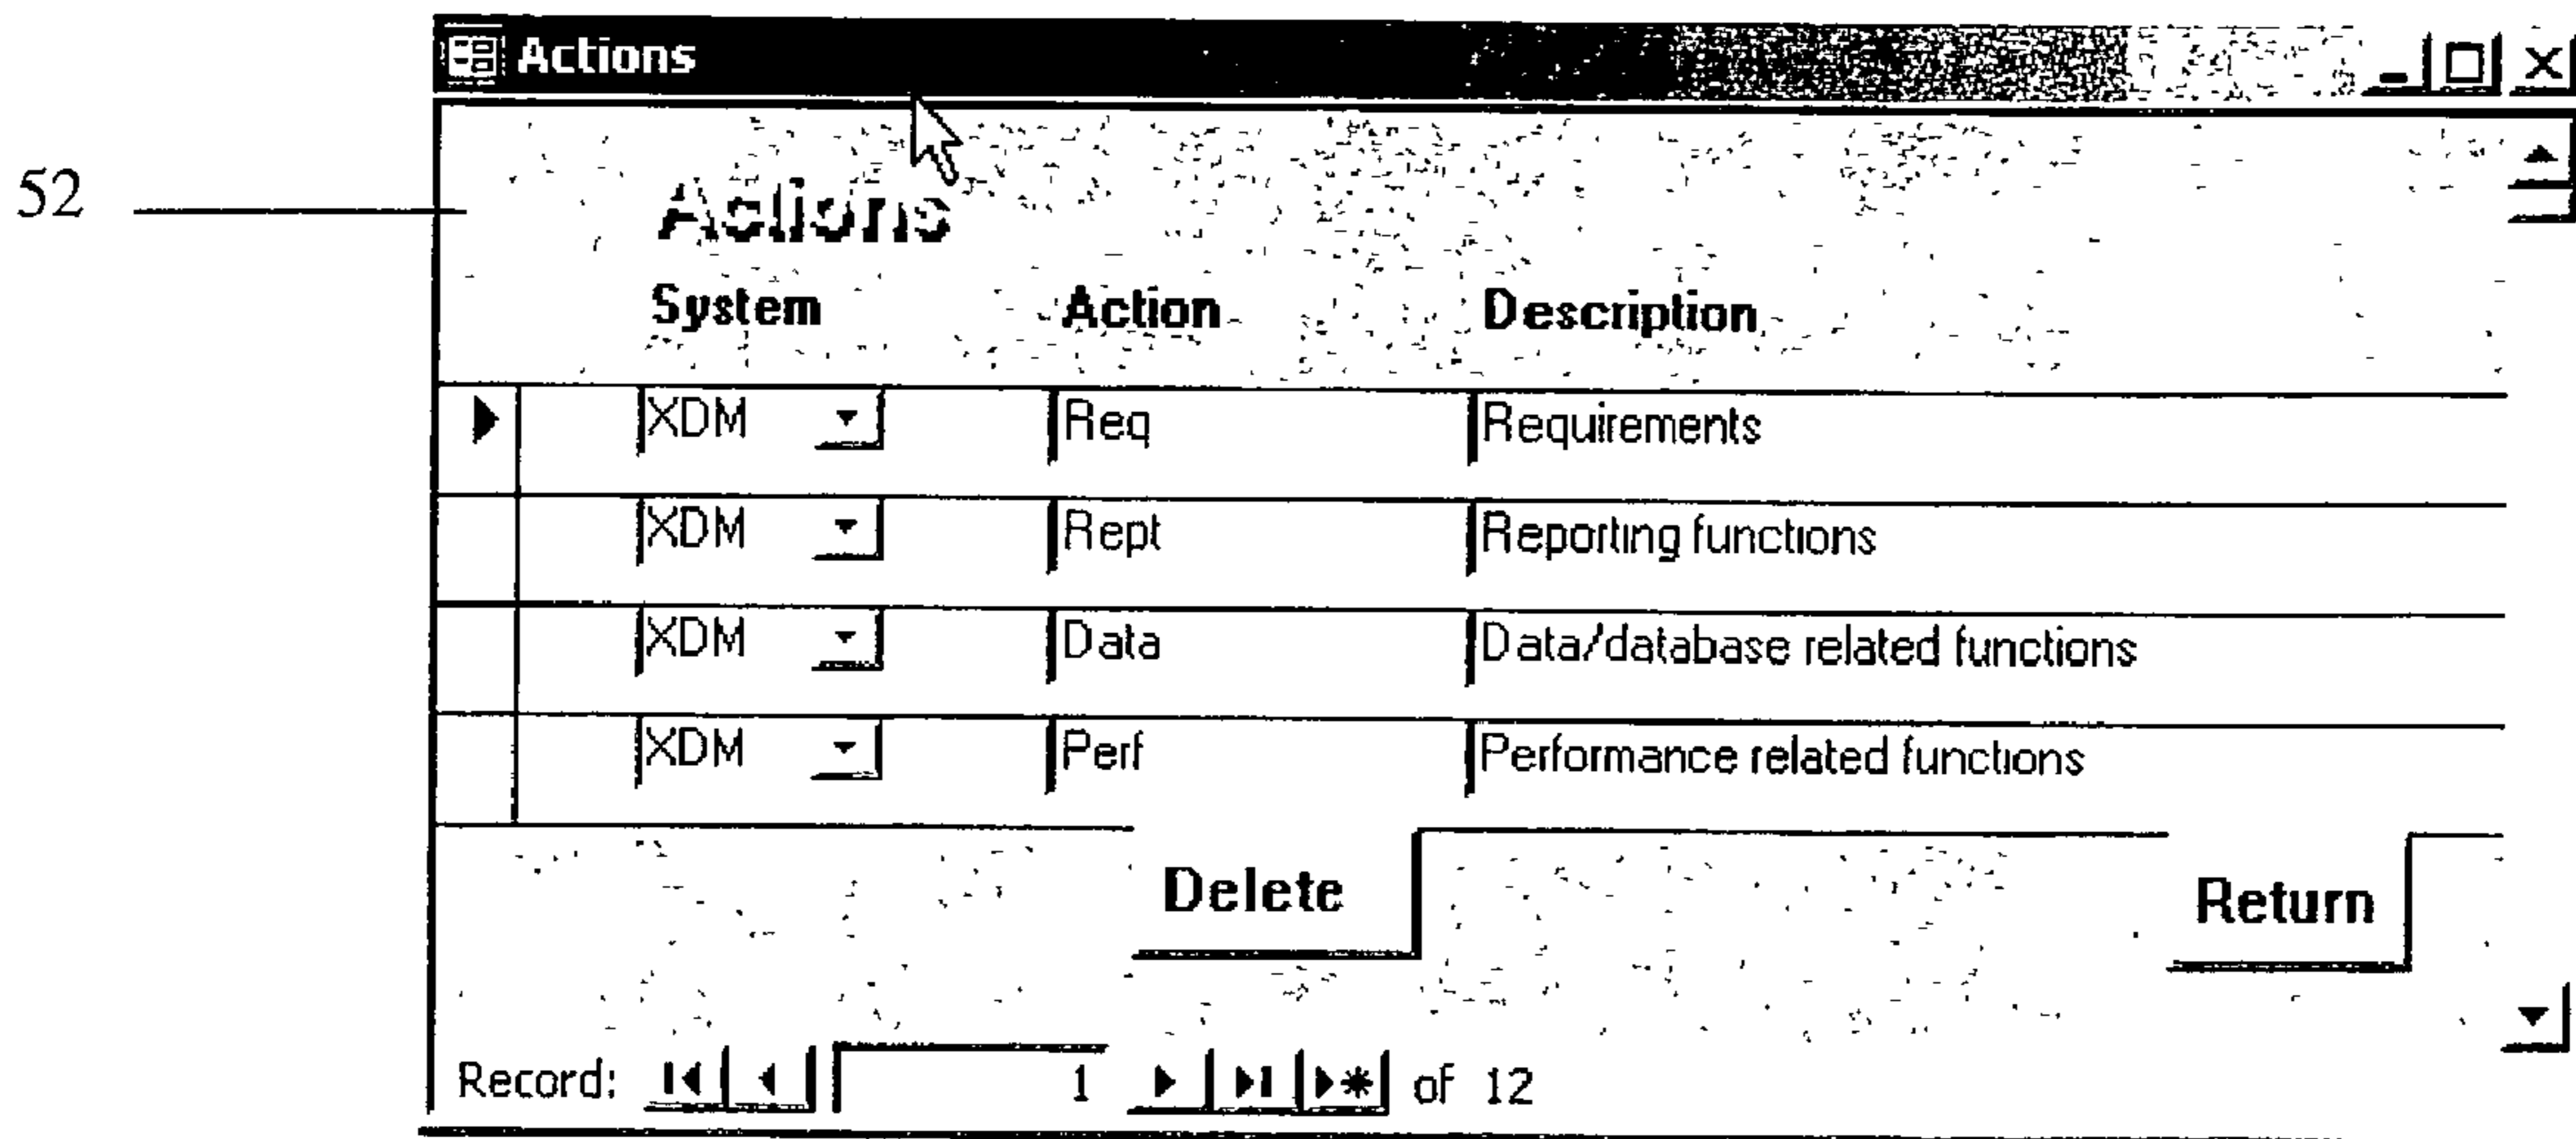 Actions
52
Actions
System Action Description
XDM Req Requirements
XDM Rept Reporting functions
XDM Data Data/database related functions
XDM Perf Performance related functions
Delete Return
Record: 1 of 12